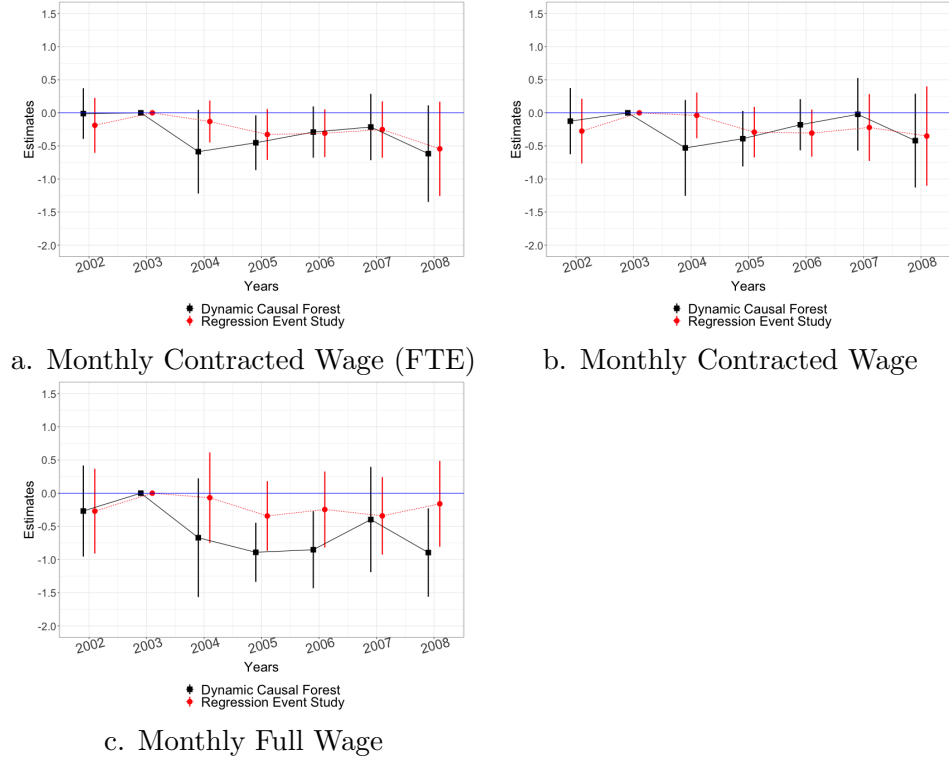 1.5
1.0
0.5
0.0
-0.5
-1.0
-1.5
-2.0
Estimates
2002 2003 2004 2005 2006 2007 2008
Years
Dynamic Causal Forest
Regression Event Study
a. Monthly Contracted Wage (FTE)
1.5
1.0
0.5
0.0
-0.5
-1.0
-1.5
-2.0
Estimates
2002 2003 2004 2005 2006 2007 2008
Years
Dynamic Causal Forest
Regression Event Study
b. Monthly Contracted Wage
1.5
1.0
0.5
0.0
-0.5
-1.0
-1.5
-2.0
Estimates
2002 2003 2004 2005 2006 2007 2008
Years
Dynamic Causal Forest
Regression Event Study
c. Monthly Full Wage